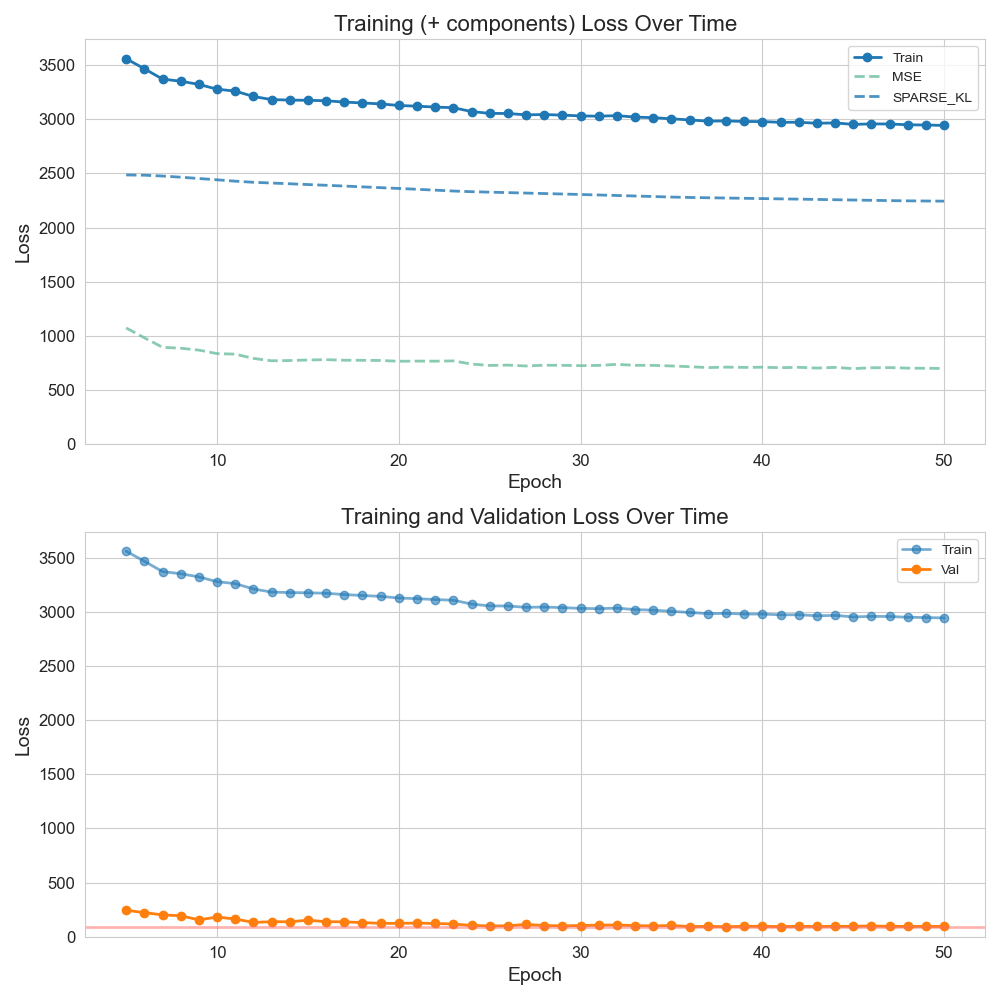 Training (+ components) Loss Over Time
Loss
3500
3000
2500
2000
1500
1000
500
0
Train
MSE
SPARSE_KL
10 20 30 40 50
Epoch
Training and Validation Loss Over Time
Loss
3500
3000
2500
2000
1500
1000
500
0
Train
Val
10 20 30 40 50
Epoch